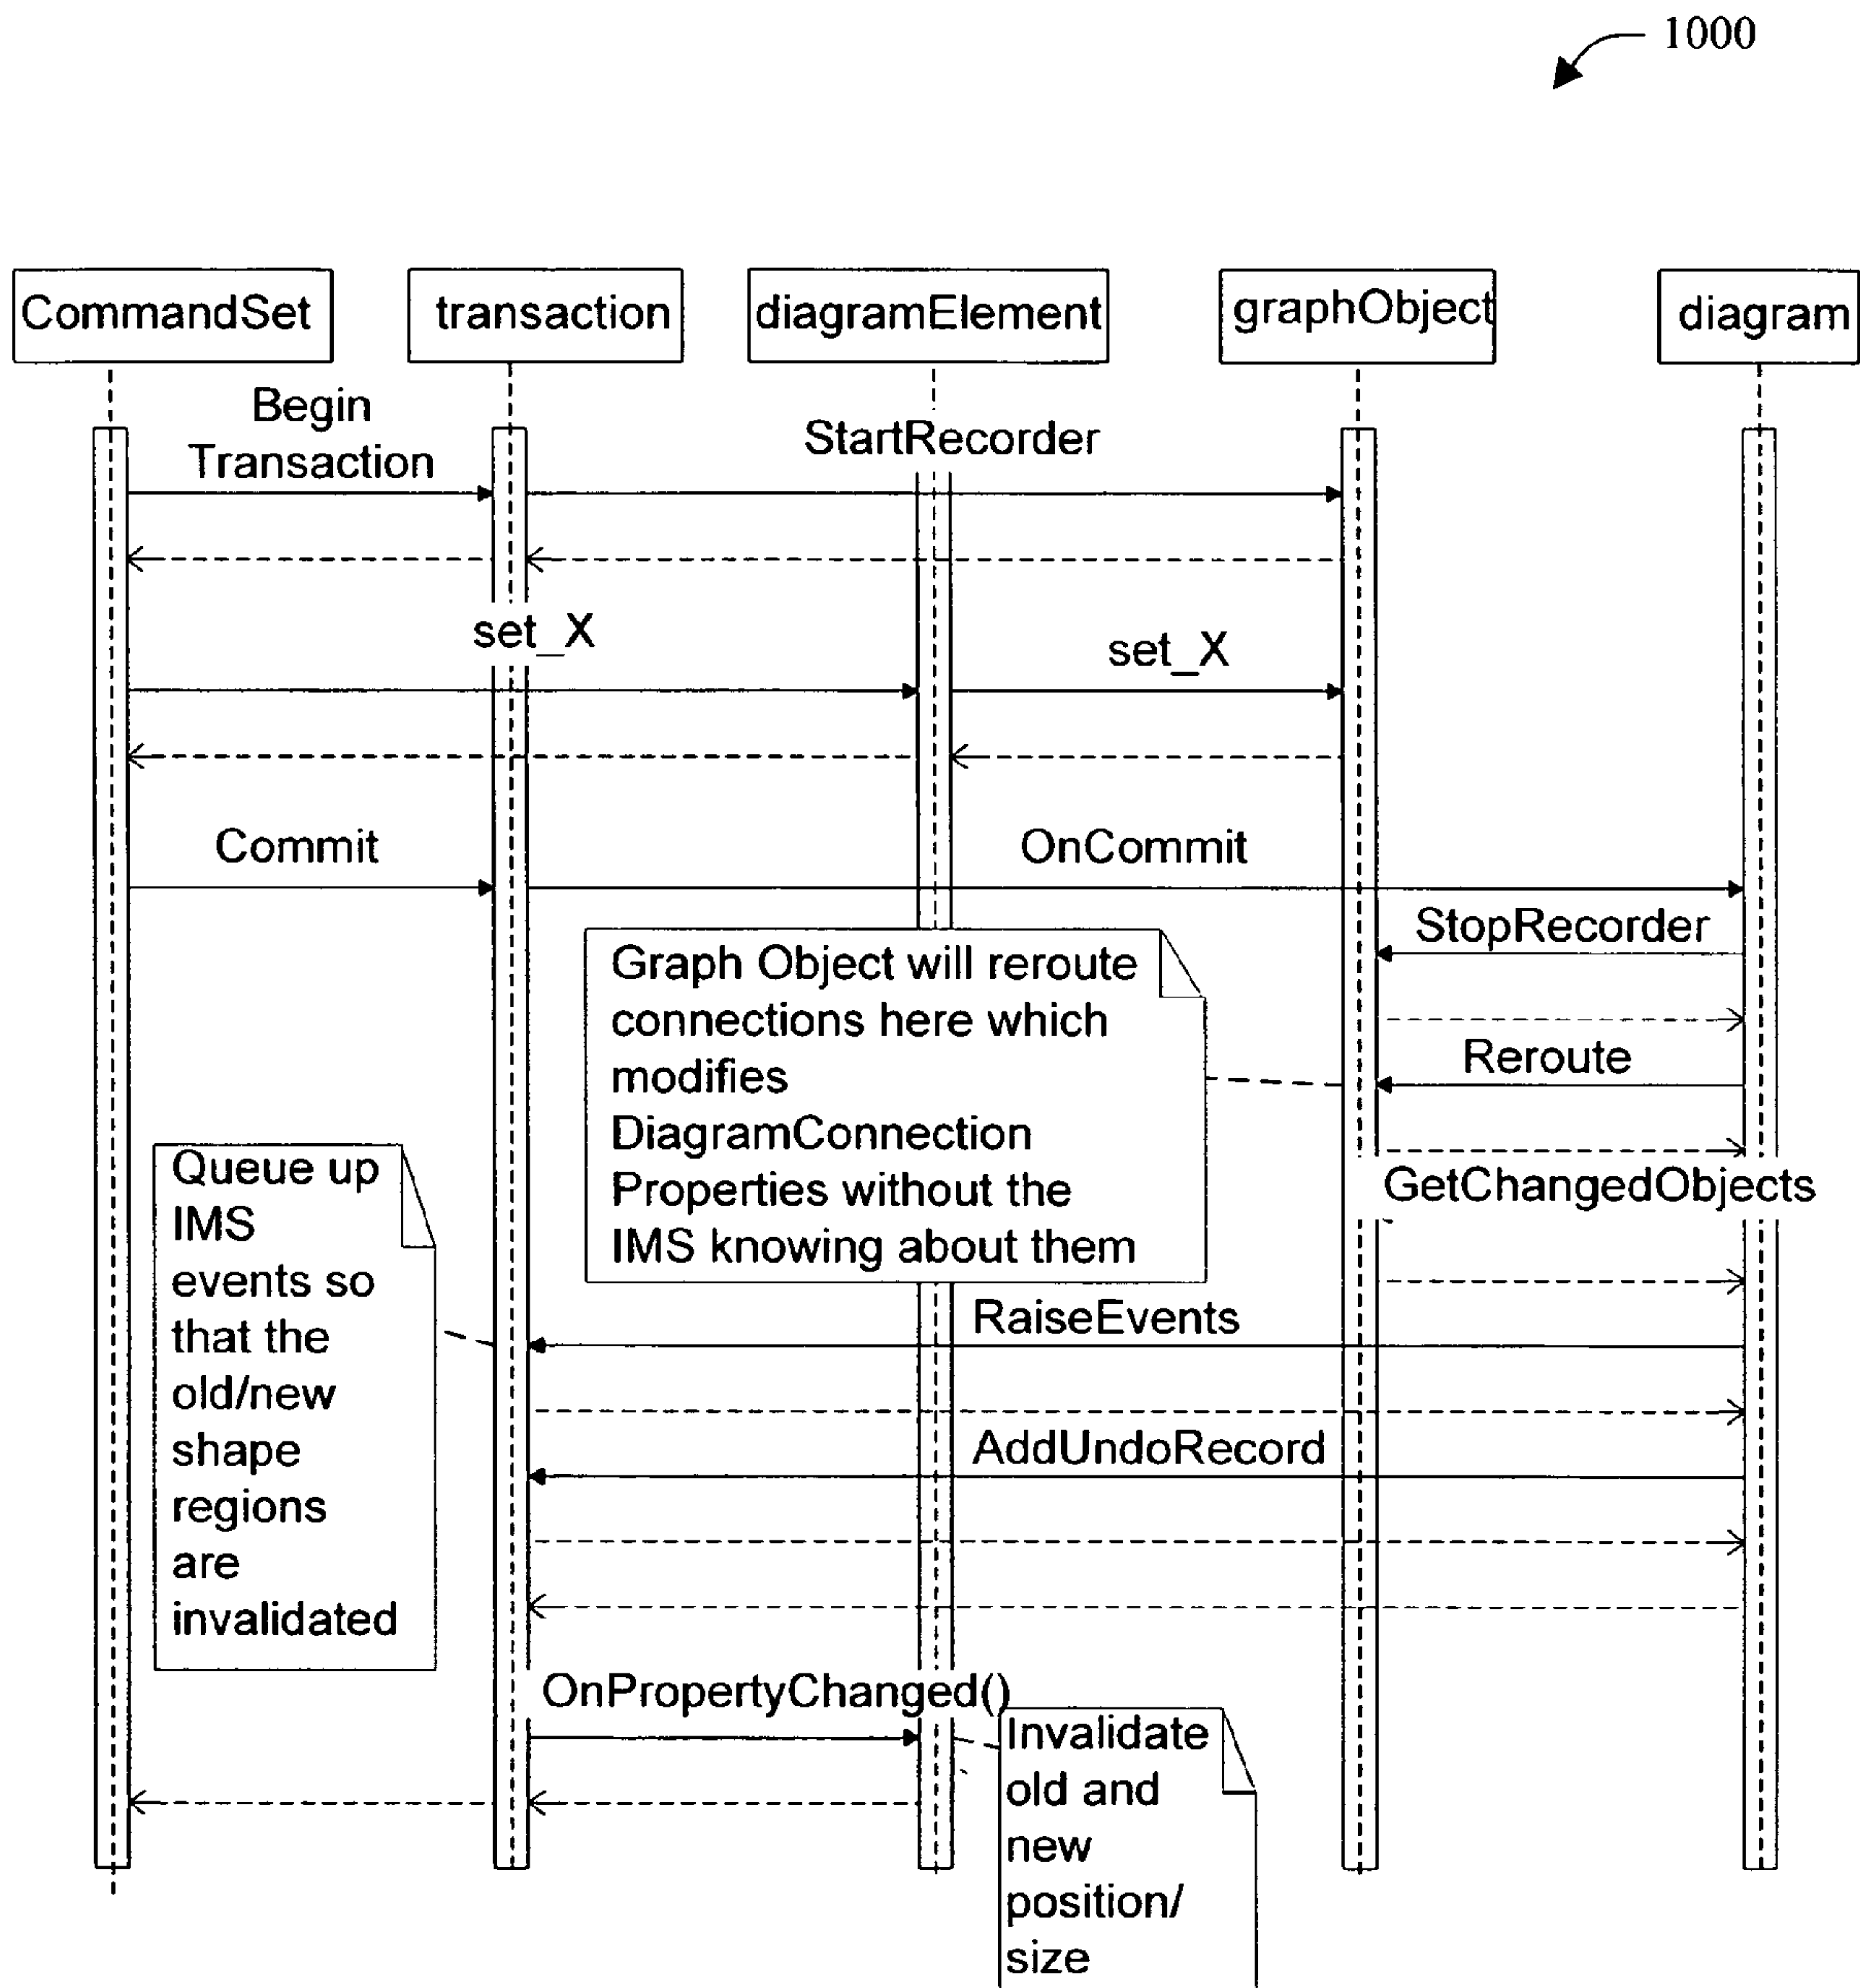 1000
CommandSet
transaction
diagramElement
graphObject
diagram
Begin
Transaction
StartRecorder
set_X
set_X
Commit
OnCommit
StopRecorder
Graph Object will reroute
connections here which
modifies
DiagramConnection
Properties without the
IMS knowing about them
Reroute
GetChangedObjects
Queue up
IMS
events so
that the
old/new
shape
regions
are
invalidated
RaiseEvents
AddUndoRecord
OnPropertyChanged()
Invalidate
old and
new
position/
size